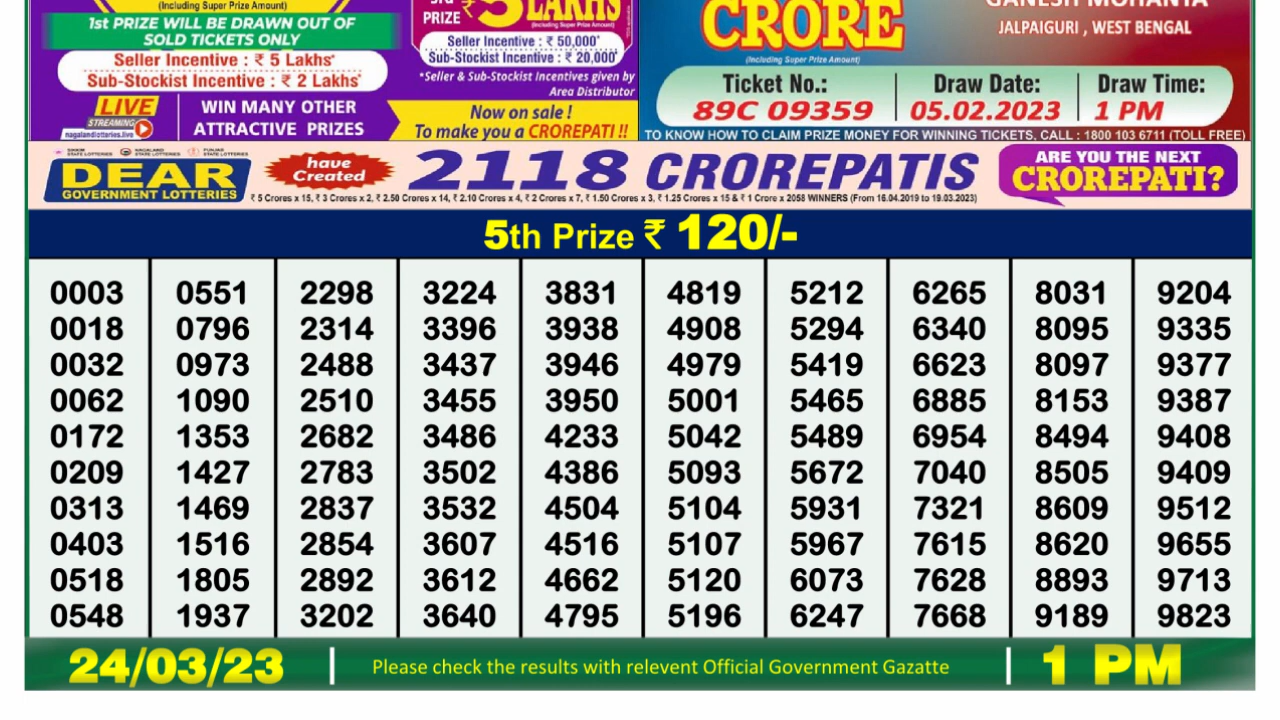 (Including Super Prize Amount)
1st PRIZE WILL BE DRAWN OUT OF
SOLD TICKETS ONLY
Seller Incentive : ₹ 5 Lakhs*
Sub-Stockist Incentive : ₹ 2 Lakhs*
LIVE
STREAMING
nagalandlotteries.live
WIN MANY OTHER
ATTRACTIVE PRIZES
PRIZE ₹ 5 LAKHS
(Including Super Prize Amount)
Seller Incentive : ₹ 50,000*
Sub-Stockist Incentive : ₹ 20,000*
*Seller & Sub-Stockist Incentives given by
Area Distributor
Now on sale !
To make you a CROREPATI !!
CRORE
(Including Super Prize Amount)
GANESH MOHANTA
JALPAIGURI , WEST BENGAL
Ticket No.: Draw Date: Draw Time:
89C 09359 05.02.2023 1 PM
TO KNOW HOW TO CLAIM PRIZE MONEY FOR WINNING TICKETS. CALL : 1800 103 6711 (TOLL FREE)
SIKKIM STATE LOTTERIES NAGALAND STATE LOTTERIES PUNJAB STATE LOTTERIES
DEAR
GOVERNMENT LOTTERIES
have
Created
2118 CROREPATIS
₹ 5 Crores x 15, ₹ 3 Crores x 2, ₹ 2.50 Crores x 14, ₹ 2.10 Crores x 4, ₹ 2 Crores x 7, ₹ 1.50 Crores x 3, ₹ 1.25 Crores x 15 & ₹ 1 Crore x 2058 WINNERS (From 16.04.2019 to 19.03.2023)
ARE YOU THE NEXT
CROREPATI?
5th Prize ₹ 120/-
0003 0551 2298 3224 3831 4819 5212 6265 8031 9204
0018 0796 2314 3396 3938 4908 5294 6340 8095 9335
0032 0973 2488 3437 3946 4979 5419 6623 8097 9377
0062 1090 2510 3455 3950 5001 5465 6885 8153 9387
0172 1353 2682 3486 4233 5042 5489 6954 8494 9408
0209 1427 2783 3502 4386 5093 5672 7040 8505 9409
0313 1469 2837 3532 4504 5104 5931 7321 8609 9512
0403 1516 2854 3607 4516 5107 5967 7615 8620 9655
0518 1805 2892 3612 4662 5120 6073 7628 8893 9713
0548 1937 3202 3640 4795 5196 6247 7668 9189 9823
24/03/23 Please check the results with relevent Official Government Gazatte 1 PM